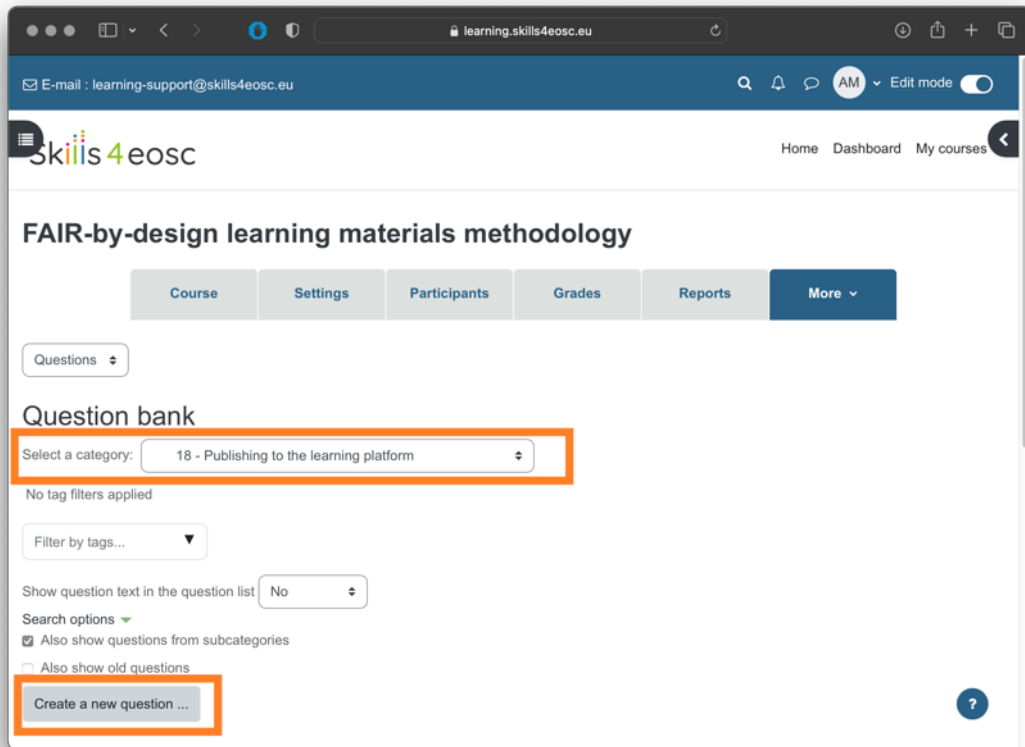 learning.skills4eosc.eu
E-mail : learning-support@skills4eosc.eu
AM
Edit mode
Skills 4 eosc
Home Dashboard My courses
FAIR-by-design learning materials methodology
Course Settings Participants Grades Reports More
Questions
Question bank
Select a category: 18 - Publishing to the learning platform
No tag filters applied
Filter by tags...
Show question text in the question list No
Search options
Also show questions from subcategories
Also show old questions
Create a new question ...
?